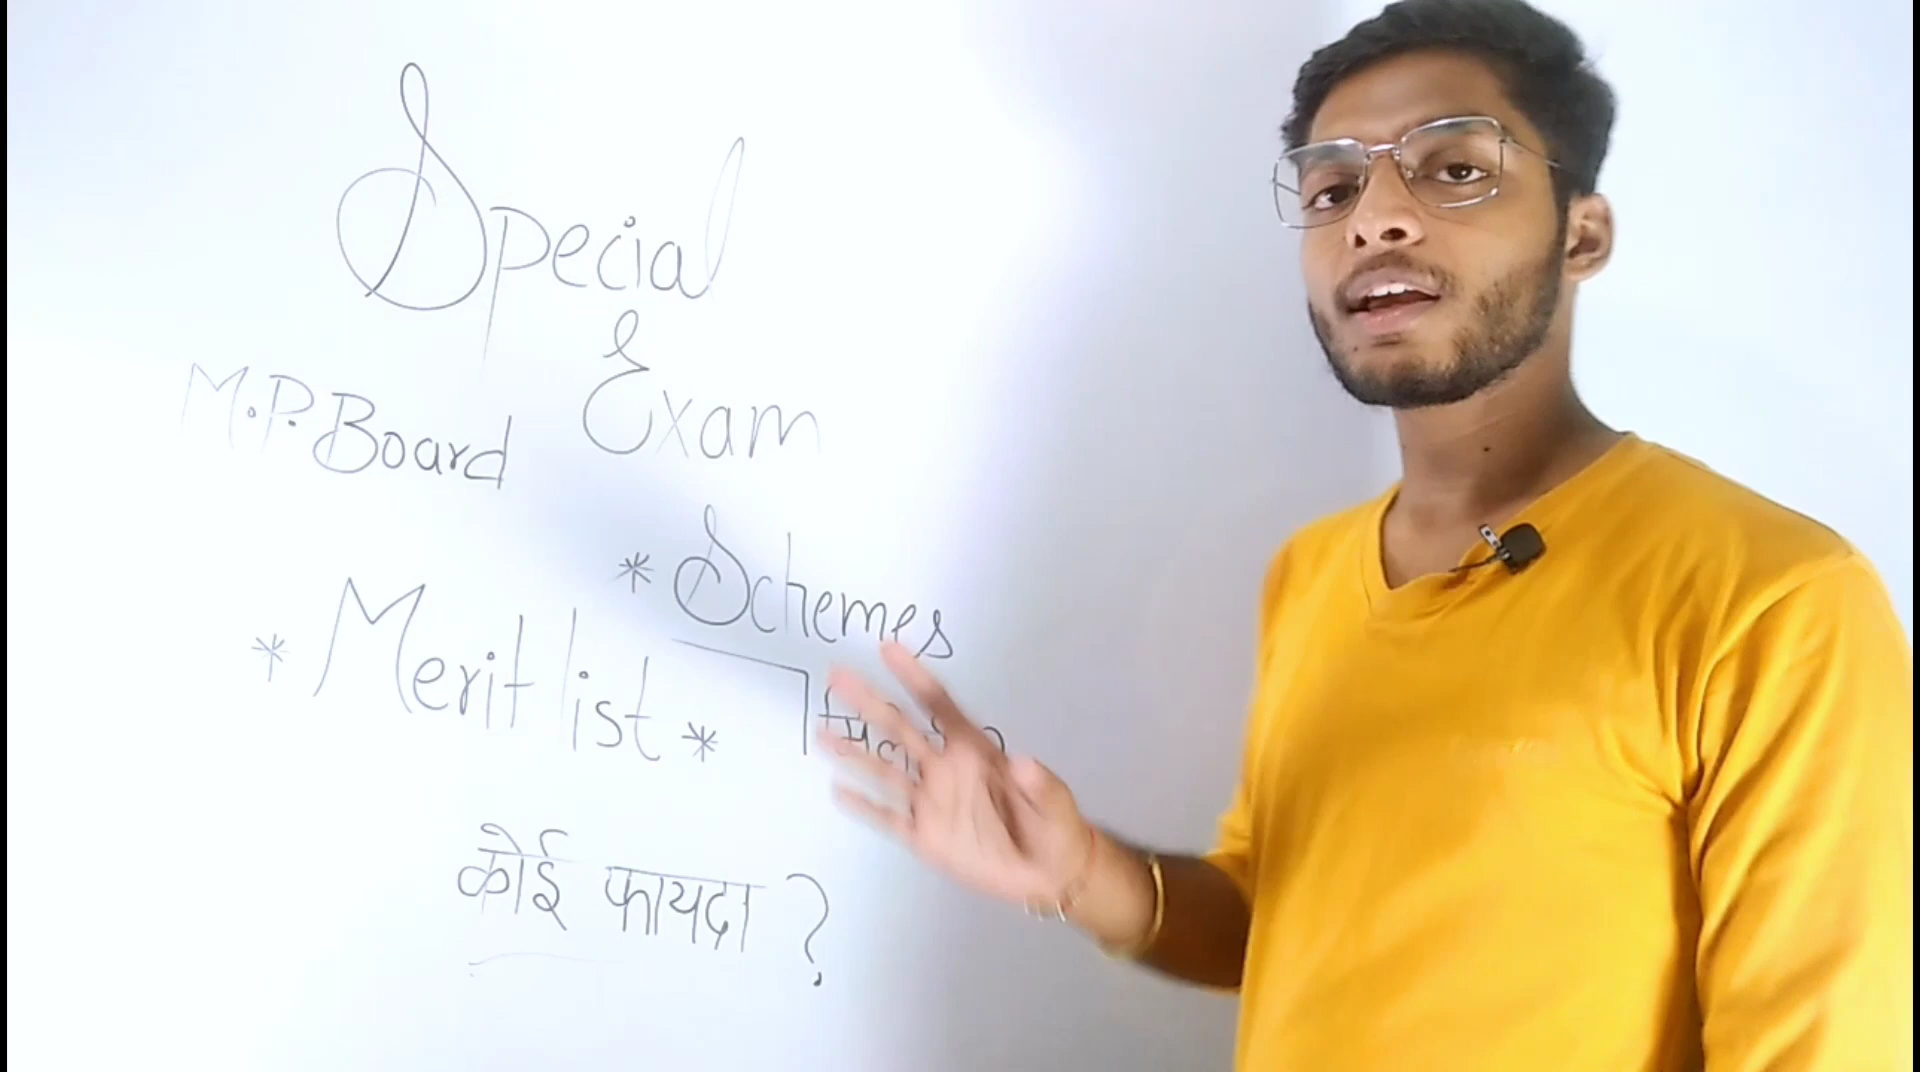 Special
Exam
M.P. Board
* Schemes
* Merit list *
कोई फायदा ?